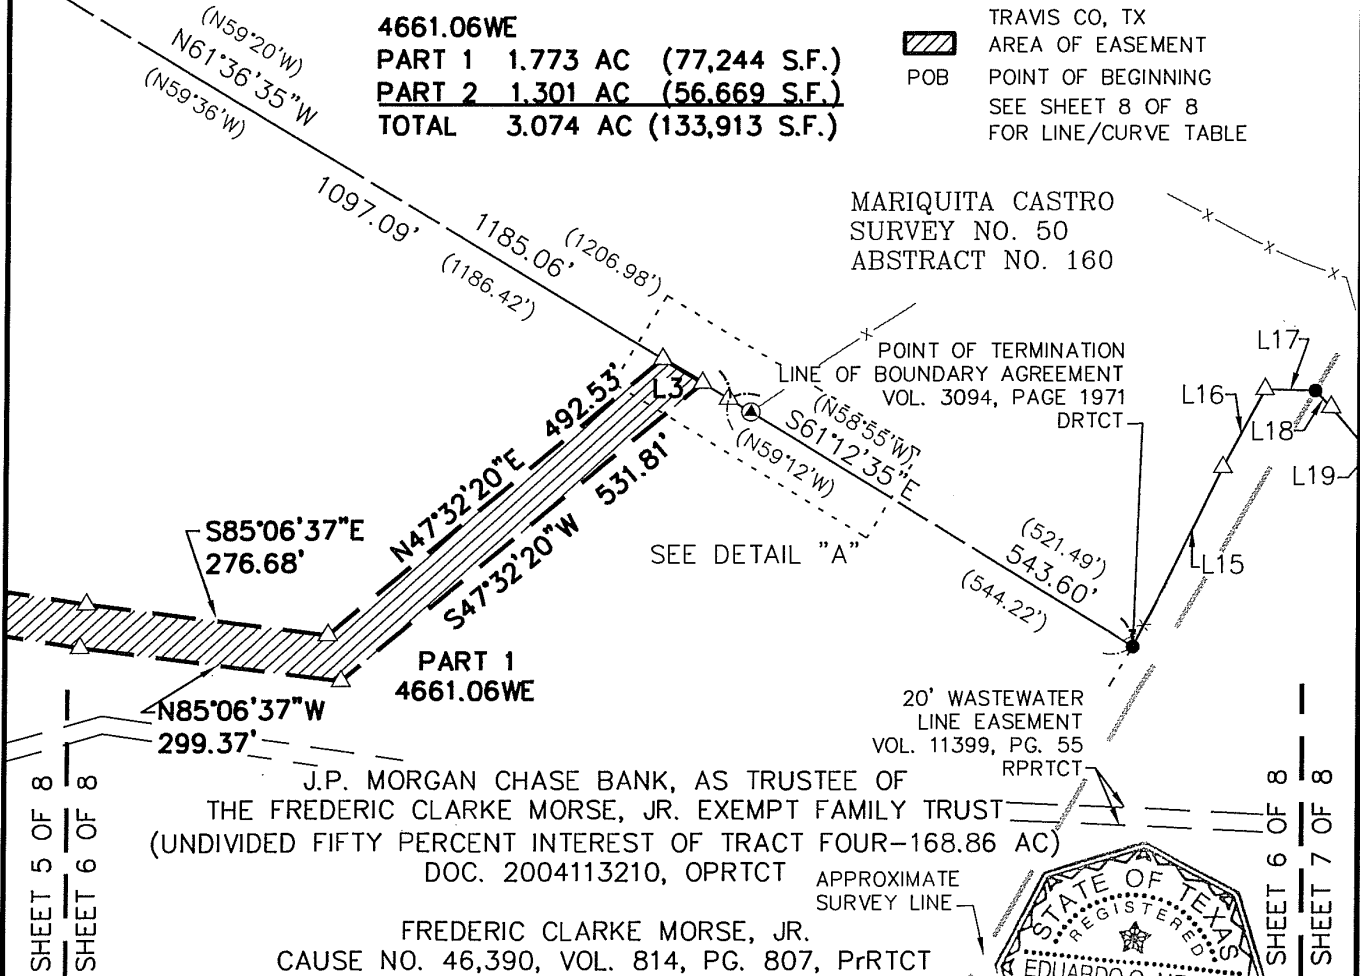 4661.06WE
PART 1 1.773 AC (77,244 S.F.)
PART 2 1.301 AC (56,669 S.F.)
TOTAL 3.074 AC (133,913 S.F.)
TRAVIS CO, TX
AREA OF EASEMENT
POB POINT OF BEGINNING
SEE SHEET 8 OF 8
FOR LINE/CURVE TABLE
(N59°20'W)
N61°36'35"W
(N59°36'W)
1097.09'
1185.06'
(1206.98')
(1186.42')
MARIQUITA CASTRO
SURVEY NO. 50
ABSTRACT NO. 160
POINT OF TERMINATION
LINE OF BOUNDARY AGREEMENT
VOL. 3094, PAGE 1971
DRTCT
L3
(N58°55'W)
S61°12'35"E
(N59°12'W)
L17
L16
L18
L19
L15
N47°32'20"E 492.53'
S47°32'20"W 531.81'
S85°06'37"E
276.68'
SEE DETAIL "A"
(521.49')
543.60'
(544.22')
PART 1
4661.06WE
N85°06'37"W
299.37'
20' WASTEWATER
LINE EASEMENT
VOL. 11399, PG. 55
RPRTCT
J.P. MORGAN CHASE BANK, AS TRUSTEE OF
THE FREDERIC CLARKE MORSE, JR. EXEMPT FAMILY TRUST
(UNDIVIDED FIFTY PERCENT INTEREST OF TRACT FOUR-168.86 AC)
DOC. 2004113210, OPRTCT
APPROXIMATE
SURVEY LINE
FREDERIC CLARKE MORSE, JR.
CAUSE NO. 46,390, VOL. 814, PG. 807, PrRTCT
SHEET 5 OF 8
SHEET 6 OF 8
SHEET 6 OF 8
SHEET 7 OF 8
STATE OF TEXAS
REGISTERED
EDUARDO O.